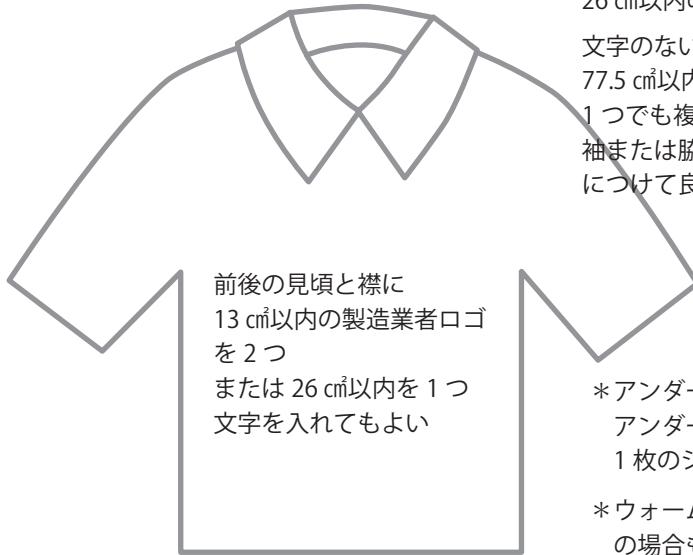 26 ㎠以内の
文字のない
77.5 ㎠以内
1 つでも複
袖または脇
につけて良
前後の見頃と襟に
13 ㎠以内の製造業者ロゴ
を 2 つ
または 26 ㎠以内を 1 つ
文字を入れてもよい
＊アンダー
アンダー
1 枚のシ
＊ウォーム
の場合